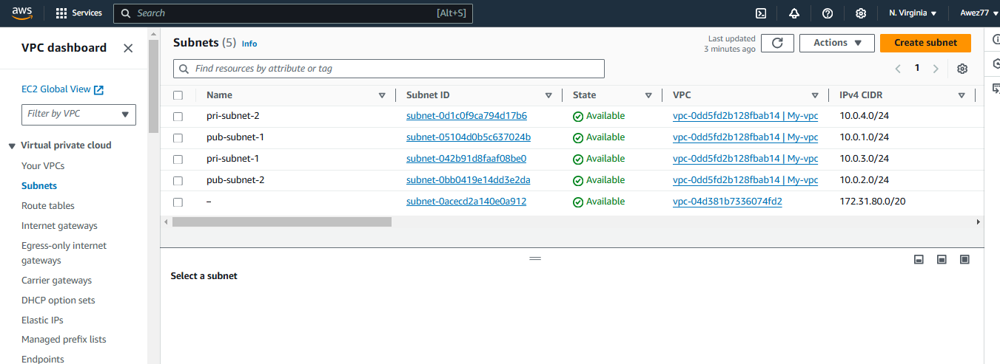 aws Services Search [Alt+S] N. Virginia Awez77
VPC dashboard
EC2 Global View
Filter by VPC
Virtual private cloud
Your VPCs
Subnets
Route tables
Internet gateways
Egress-only internet
gateways
Carrier gateways
DHCP option sets
Elastic IPs
Managed prefix lists
Endpoints
Subnets (5) Info
Last updated
3 minutes ago
Actions
Create subnet
Find resources by attribute or tag
1
Name Subnet ID State VPC IPv4 CIDR
pri-subnet-2 subnet-0d1c0f9ca794d17b6 Available vpc-0dd5fd2b128fbab14 | My-vpc 10.0.4.0/24
pub-subnet-1 subnet-05104d0b5c637024b Available vpc-0dd5fd2b128fbab14 | My-vpc 10.0.1.0/24
pri-subnet-1 subnet-042b91d8faaf08be0 Available vpc-0dd5fd2b128fbab14 | My-vpc 10.0.3.0/24
pub-subnet-2 subnet-0bb0419e14dd3e2da Available vpc-0dd5fd2b128fbab14 | My-vpc 10.0.2.0/24
– subnet-0acecd2a140e0a912 Available vpc-04d381b7336074fd2 172.31.80.0/20
Select a subnet